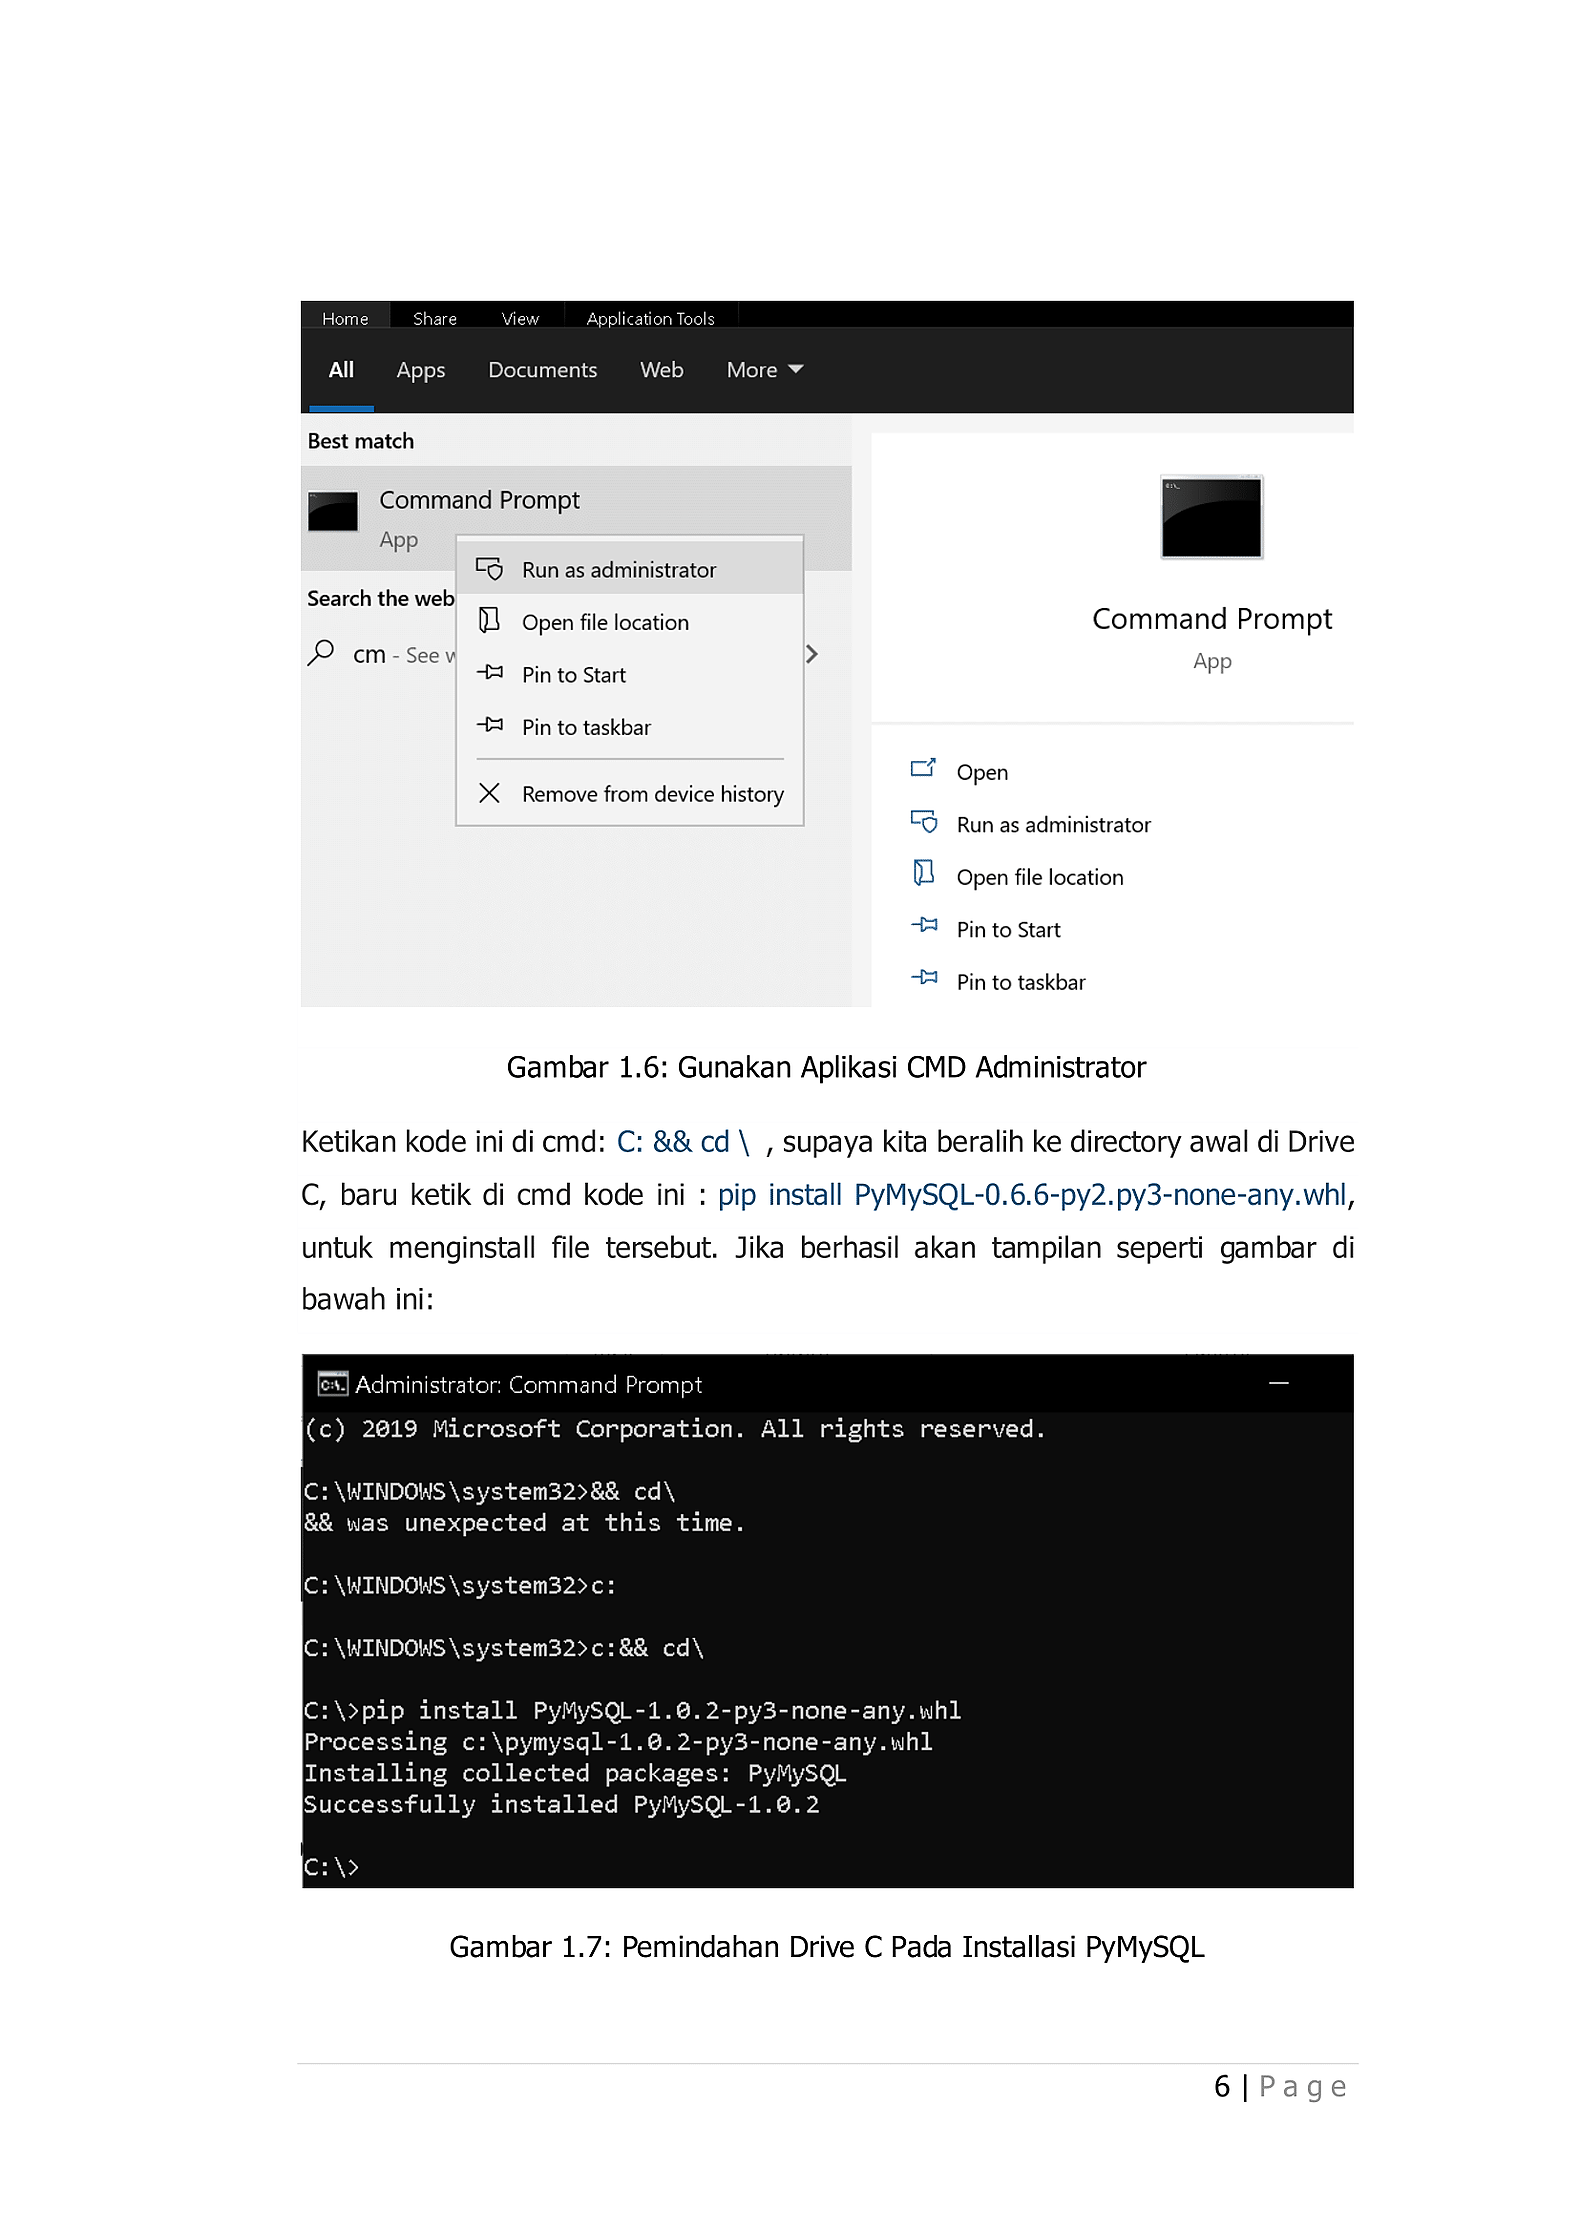 Home Share View Application Tools
All Apps Documents Web More
Best match
Command Prompt
App
Run as administrator
Search the web
Open file location
cm - See w
Pin to Start
Pin to taskbar
Remove from device history
Command Prompt
App
Open
Run as administrator
Open file location
Pin to Start
Pin to taskbar
Gambar 1.6: Gunakan Aplikasi CMD Administrator
Ketikan kode ini di cmd: C: && cd \ , supaya kita beralih ke directory awal di Drive
C, baru ketik di cmd kode ini : pip install PyMySQL-0.6.6-py2.py3-none-any.whl,
untuk menginstall file tersebut. Jika berhasil akan tampilan seperti gambar di
bawah ini:
Administrator: Command Prompt
(c) 2019 Microsoft Corporation. All rights reserved.
C:\WINDOWS\system32>&& cd\
&& was unexpected at this time.
C:\WINDOWS\system32>c:
C:\WINDOWS\system32>c:&& cd\
C:\>pip install PyMySQL-1.0.2-py3-none-any.whl
Processing c:\pymysql-1.0.2-py3-none-any.whl
Installing collected packages: PyMySQL
Successfully installed PyMySQL-1.0.2
C:\>
Gambar 1.7: Pemindahan Drive C Pada Installasi PyMySQL
6 | Page